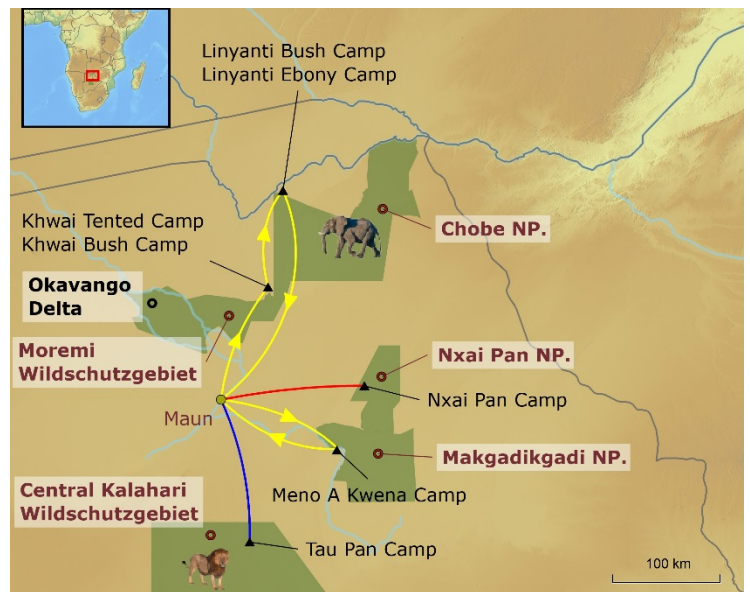 Linyanti Bush Camp
Linyanti Ebony Camp
Khwai Tented Camp
Khwai Bush Camp
Chobe NP.
Okavango
Delta
Moremi
Wildschutzgebiet
Nxai Pan NP.
Nxai Pan Camp
Maun
Makgadikgadi NP.
Central Kalahari
Wildschutzgebiet
Meno A Kwena Camp
Tau Pan Camp
100 km